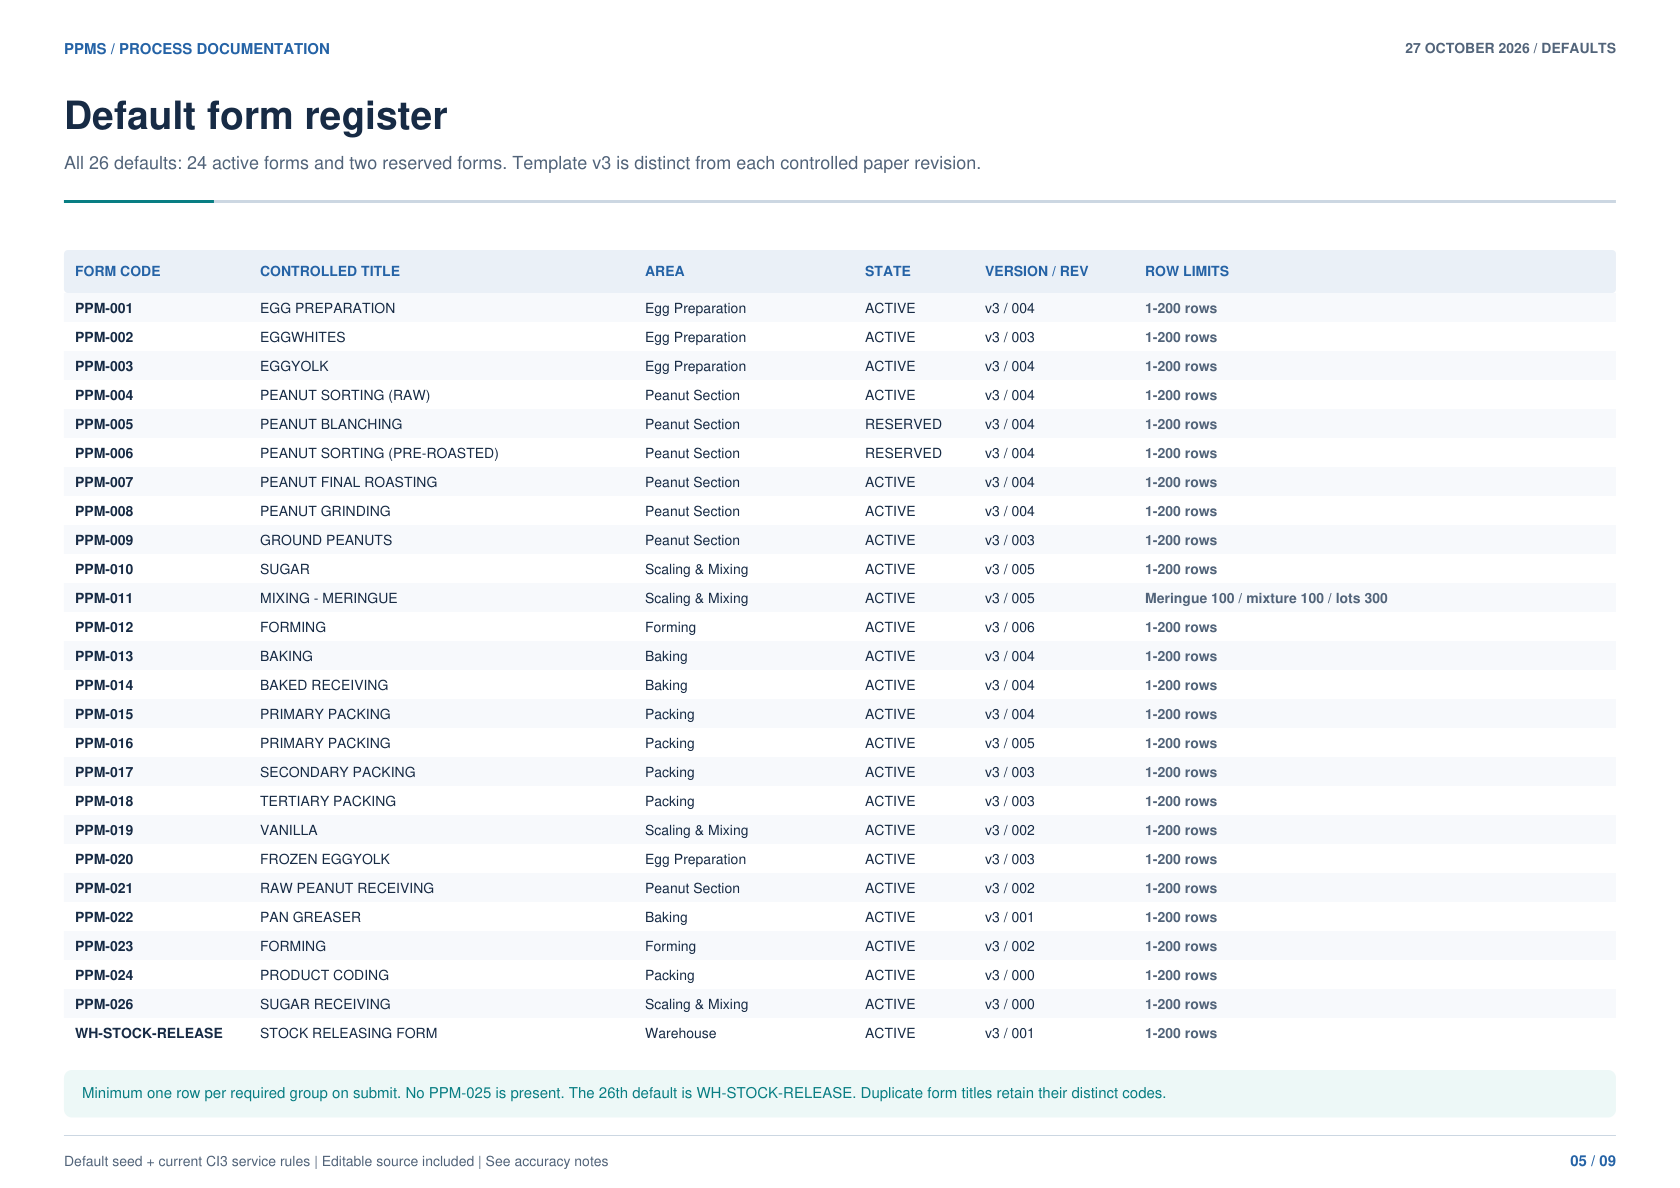 PPMS / PROCESS DOCUMENTATION
27 OCTOBER 2026 / DEFAULTS
Default form register
All 26 defaults: 24 active forms and two reserved forms. Template v3 is distinct from each controlled paper revision.
FORM CODE CONTROLLED TITLE AREA STATE VERSION / REV ROW LIMITS
PPM-001 EGG PREPARATION Egg Preparation ACTIVE v3 / 004 1-200 rows
PPM-002 EGGWHITES Egg Preparation ACTIVE v3 / 003 1-200 rows
PPM-003 EGGYOLK Egg Preparation ACTIVE v3 / 004 1-200 rows
PPM-004 PEANUT SORTING (RAW) Peanut Section ACTIVE v3 / 004 1-200 rows
PPM-005 PEANUT BLANCHING Peanut Section RESERVED v3 / 004 1-200 rows
PPM-006 PEANUT SORTING (PRE-ROASTED) Peanut Section RESERVED v3 / 004 1-200 rows
PPM-007 PEANUT FINAL ROASTING Peanut Section ACTIVE v3 / 004 1-200 rows
PPM-008 PEANUT GRINDING Peanut Section ACTIVE v3 / 004 1-200 rows
PPM-009 GROUND PEANUTS Peanut Section ACTIVE v3 / 003 1-200 rows
PPM-010 SUGAR Scaling & Mixing ACTIVE v3 / 005 1-200 rows
PPM-011 MIXING - MERINGUE Scaling & Mixing ACTIVE v3 / 005 Meringue 100 / mixture 100 / lots 300
PPM-012 FORMING Forming ACTIVE v3 / 006 1-200 rows
PPM-013 BAKING Baking ACTIVE v3 / 004 1-200 rows
PPM-014 BAKED RECEIVING Baking ACTIVE v3 / 004 1-200 rows
PPM-015 PRIMARY PACKING Packing ACTIVE v3 / 004 1-200 rows
PPM-016 PRIMARY PACKING Packing ACTIVE v3 / 005 1-200 rows
PPM-017 SECONDARY PACKING Packing ACTIVE v3 / 003 1-200 rows
PPM-018 TERTIARY PACKING Packing ACTIVE v3 / 003 1-200 rows
PPM-019 VANILLA Scaling & Mixing ACTIVE v3 / 002 1-200 rows
PPM-020 FROZEN EGGYOLK Egg Preparation ACTIVE v3 / 003 1-200 rows
PPM-021 RAW PEANUT RECEIVING Peanut Section ACTIVE v3 / 002 1-200 rows
PPM-022 PAN GREASER Baking ACTIVE v3 / 001 1-200 rows
PPM-023 FORMING Forming ACTIVE v3 / 002 1-200 rows
PPM-024 PRODUCT CODING Packing ACTIVE v3 / 000 1-200 rows
PPM-026 SUGAR RECEIVING Scaling & Mixing ACTIVE v3 / 000 1-200 rows
WH-STOCK-RELEASE STOCK RELEASING FORM Warehouse ACTIVE v3 / 001 1-200 rows
Minimum one row per required group on submit. No PPM-025 is present. The 26th default is WH-STOCK-RELEASE. Duplicate form titles retain their distinct codes.
Default seed + current CI3 service rules | Editable source included | See accuracy notes
05 / 09